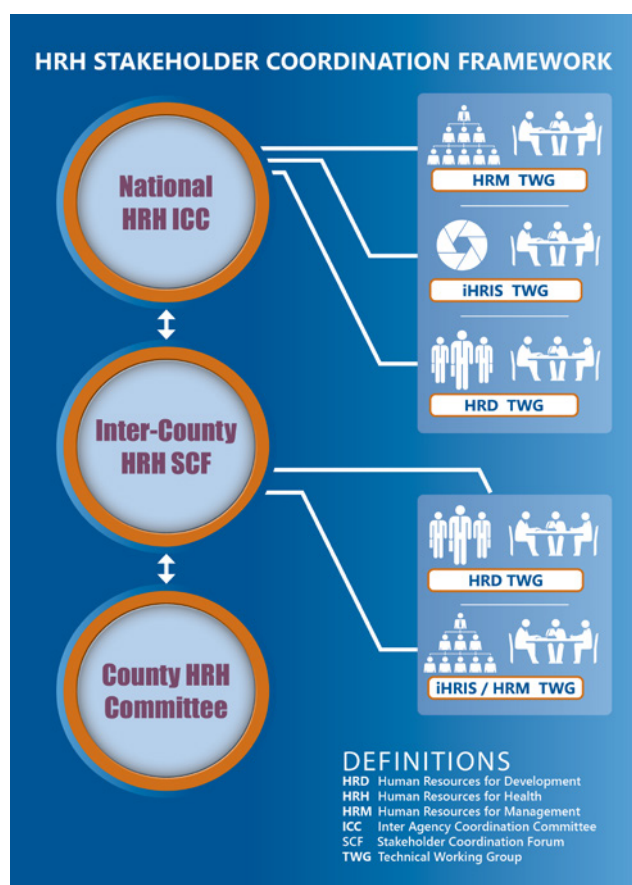 HRH STAKEHOLDER COORDINATION FRAMEWORK
National
HRH ICC
HRM TWG
iHRIS TWG
HRD TWG
Inter-County
HRH SCF
HRD TWG
iHRIS / HRM TWG
County HRH
Committee
DEFINITIONS
HRD Human Resources for Development
HRH Human Resources for Health
HRM Human Resources for Management
ICC Inter Agency Coordination Committee
SCF Stakeholder Coordination Forum
TWG Technical Working Group